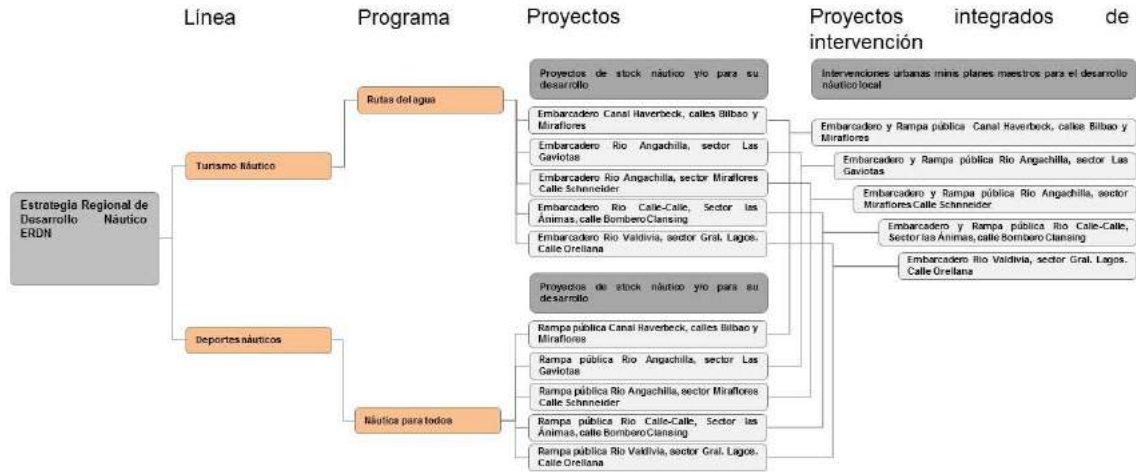 Línea
Programa
Proyectos
Proyectos integrados de
intervención
Estrategia Regional de
Desarrollo Náutico
ERDN
Turismo Náutico
Deportes náuticos
Rutas del agua
Náutica para todos
Proyectos de stock náutico y/o para su
desarrollo
Embarcadero Canal Haverbeck, calles Bilbao y
Miraflores
Embarcadero Rio Angachilla, sector Las
Gaviotas
Embarcadero Rio Angachilla, sector Miraflores
Calle Schnneider
Embarcadero Rio Calle-Calle, Sector las
Ánimas, calle Bombero Clansing
Embarcadero Rio Valdivia, sector Gral. Lagos.
Calle Orellana
Proyectos de stock náutico y/o para su
desarrollo
Rampa pública Canal Haverbeck, calles Bilbao y
Miraflores
Rampa pública Rio Angachilla, sector Las
Gaviotas
Rampa pública Rio Angachilla, sector Miraflores
Calle Schnneider
Rampa pública Rio Calle-Calle, Sector las
Ánimas, calle Bombero Clansing
Rampa pública Rio Valdivia, sector Gral. Lagos.
Calle Orellana
Intervenciones urbanas minis planes maestros para el desarrollo
náutico local
Embarcadero y Rampa pública Canal Haverbeck, calles Bilbao y
Miraflores
Embarcadero y Rampa pública Rio Angachilla, sector Las
Gaviotas
Embarcadero y Rampa pública Rio Angachilla, sector
Miraflores Calle Schnneider
Embarcadero y Rampa pública Rio Calle-Calle,
Sector las Ánimas, calle Bombero Clansing
Embarcadero Rio Valdivia, sector Gral. Lagos.
Calle Orellana